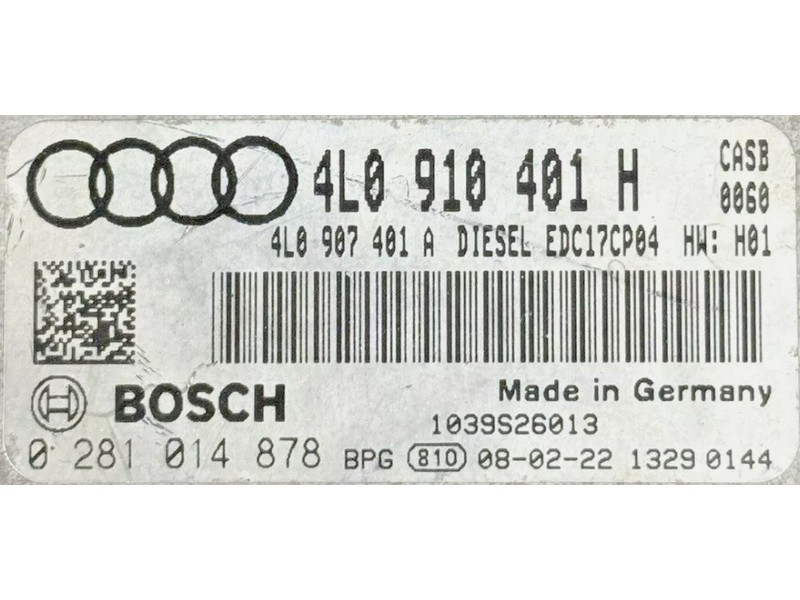 4L0 910 401 H CASB
0060
4L0 907 401 A DIESEL EDC17CP04 HW: H01
BOSCH Made in Germany
1039S26013
0 281 014 878 BPG 810 08-02-22 1329 0144